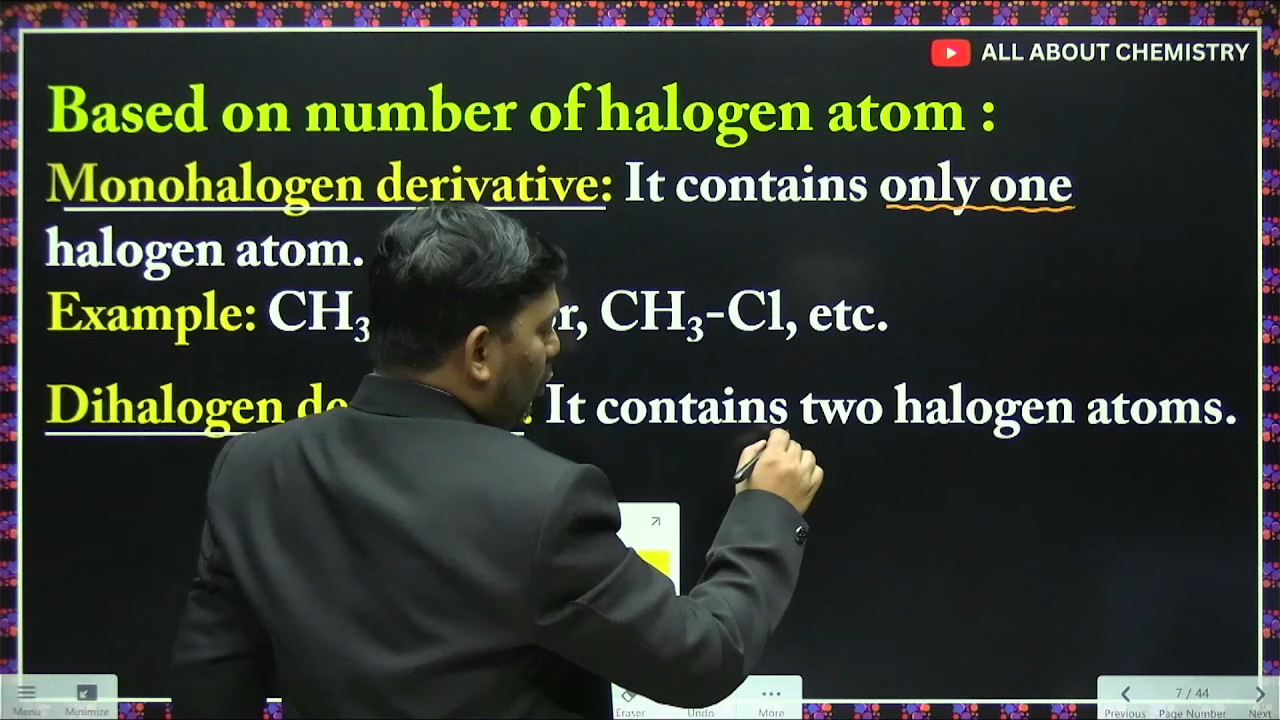 ALL ABOUT CHEMISTRY
Based on number of halogen atom :
Monohalogen derivative: It contains only one
halogen atom.
Example: CH₃ r, CH₃-Cl, etc.
Dihalogen de : It contains two halogen atoms.
Menu Minimize Eraser Undo More 7 / 44
Previous Page Number Next